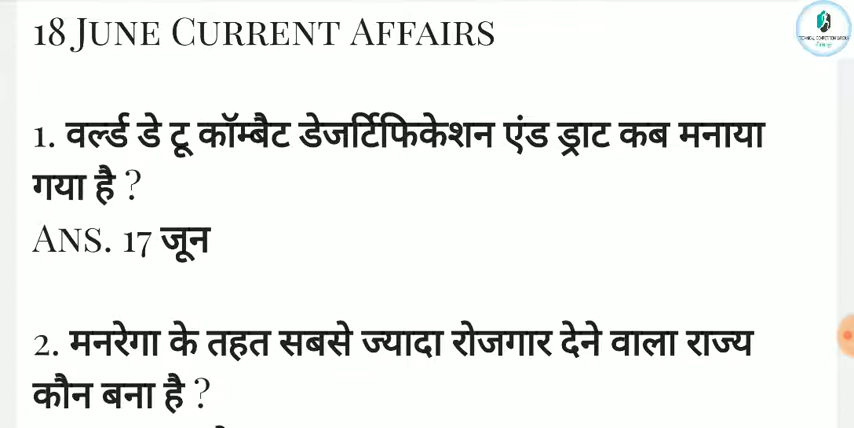 18 June Current Affairs
1. वर्ल्ड डे टू कॉम्बैट डेजर्टिफिकेशन एंड ड्राट कब मनाया
गया है ?
Ans. 17 जून
2. मनरेगा के तहत सबसे ज्यादा रोजगार देने वाला राज्य
कौन बना है ?